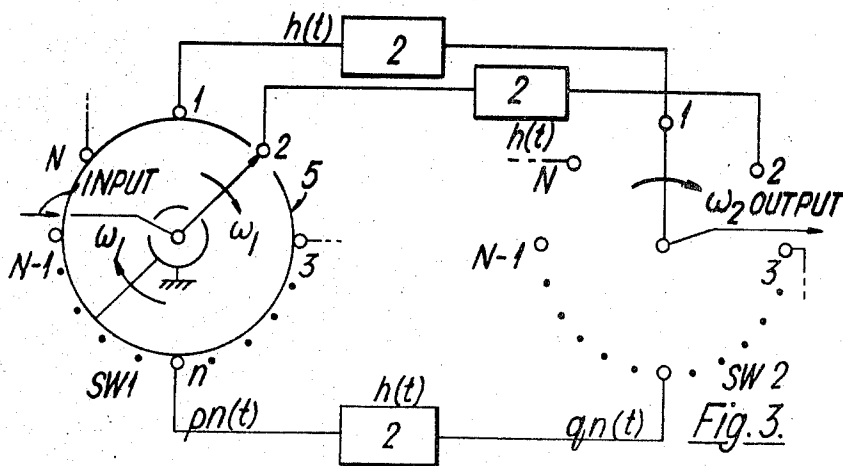 h(t)
2
2
h(t)
1
N
2
INPUT
5
ω1
ω1
N-1
3
SW1
n
pn(t)
h(t)
2
qn(t)
1
N
2
ω2 OUTPUT
N-1
3
SW 2
Fig. 3.